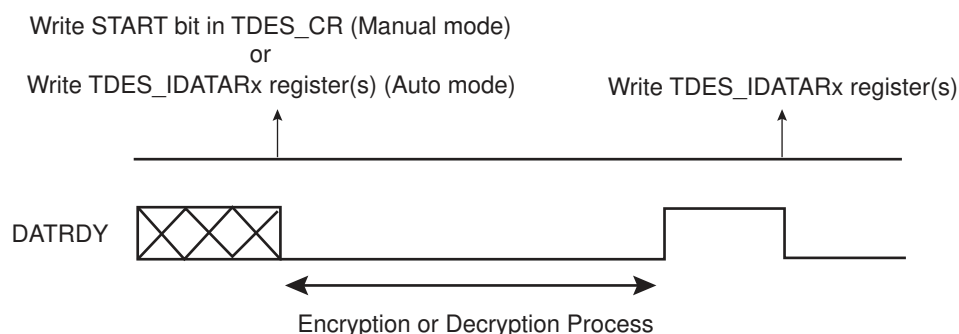 Write START bit in TDES_CR (Manual mode)
or
Write TDES_IDATARx register(s) (Auto mode)
Write TDES_IDATARx register(s)
DATRDY
Encryption or Decryption Process